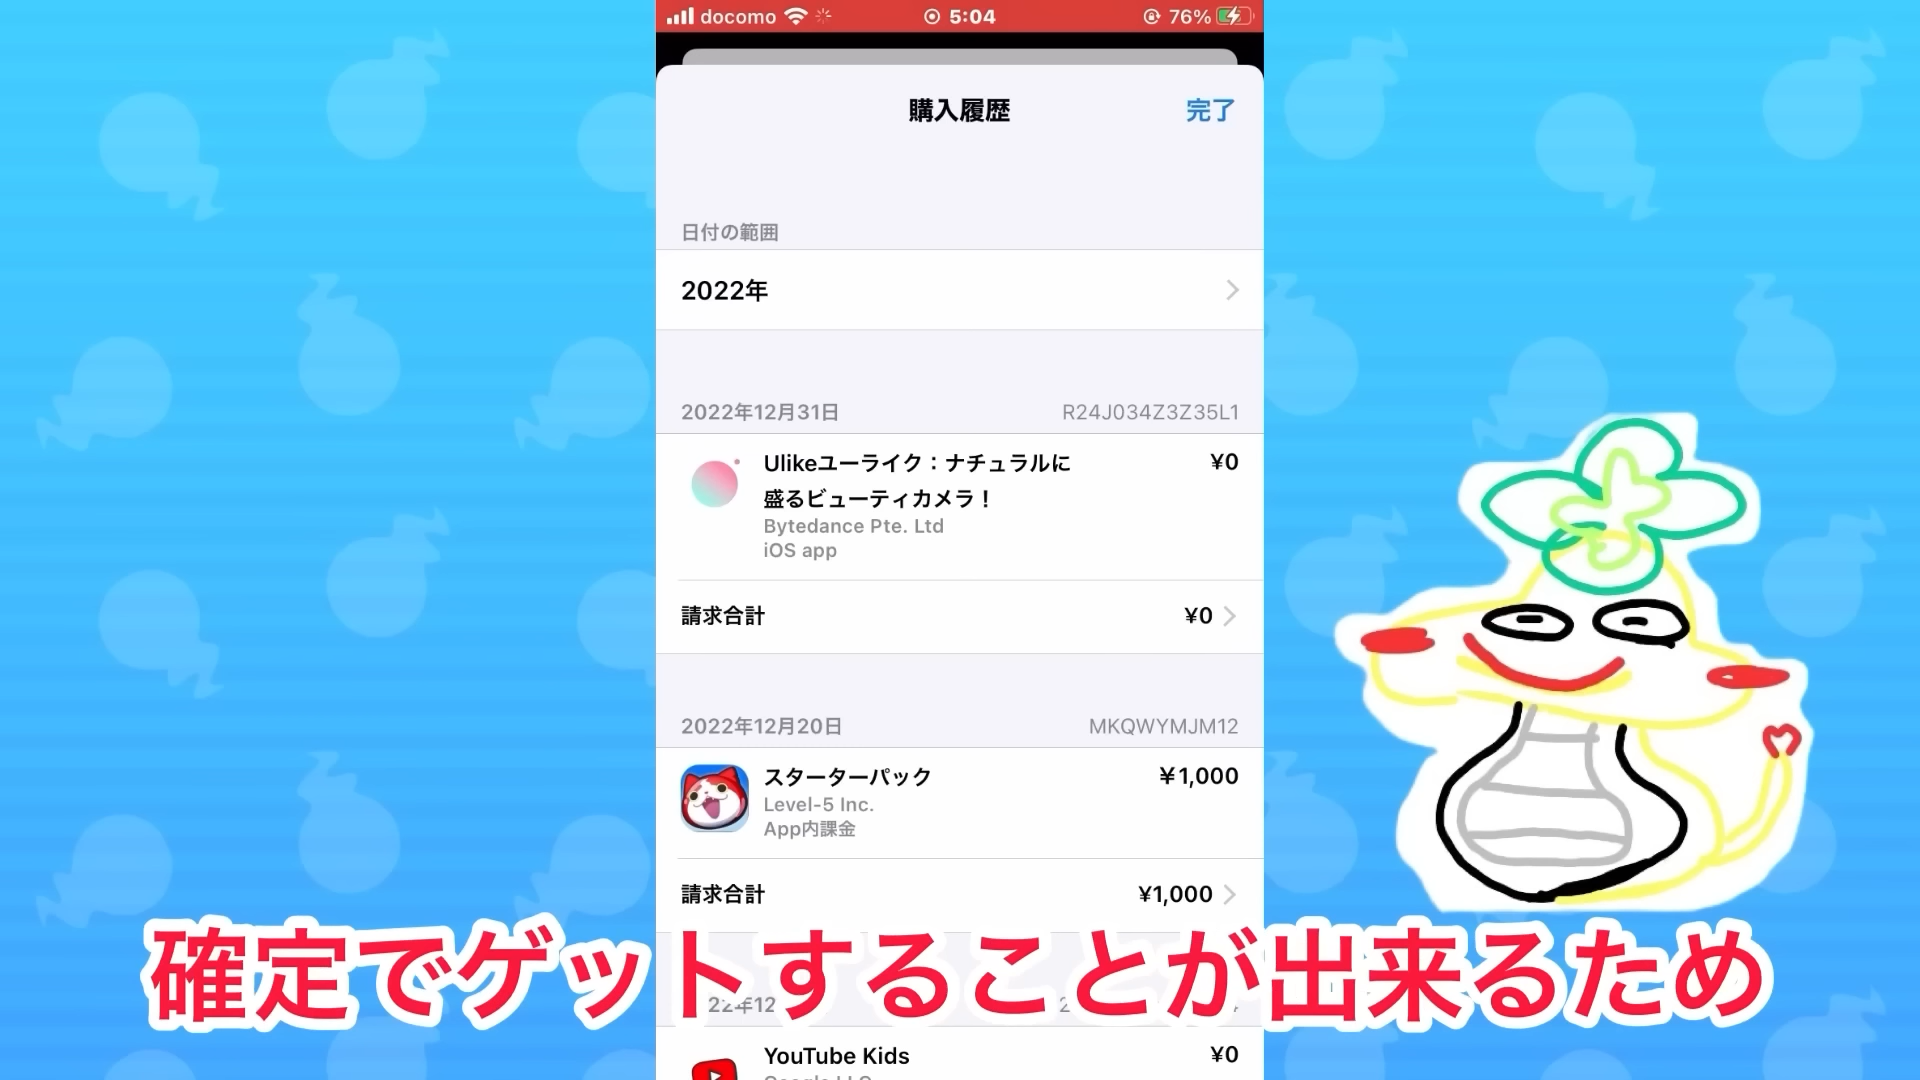 docomo 5:04 76%
購入履歴 完了
日付の範囲
2022年
2022年12月31日 R24J034Z3Z35L1
Ulikeユーライク：ナチュラルに ¥0
盛るビューティカメラ！
Bytedance Pte. Ltd
iOS app
請求合計 ¥0
2022年12月20日 MKQWYMJM12
スターターパック ¥1,000
Level-5 Inc.
App内課金
請求合計 ¥1,000
確定でゲットすることが出来るため
YouTube Kids ¥0